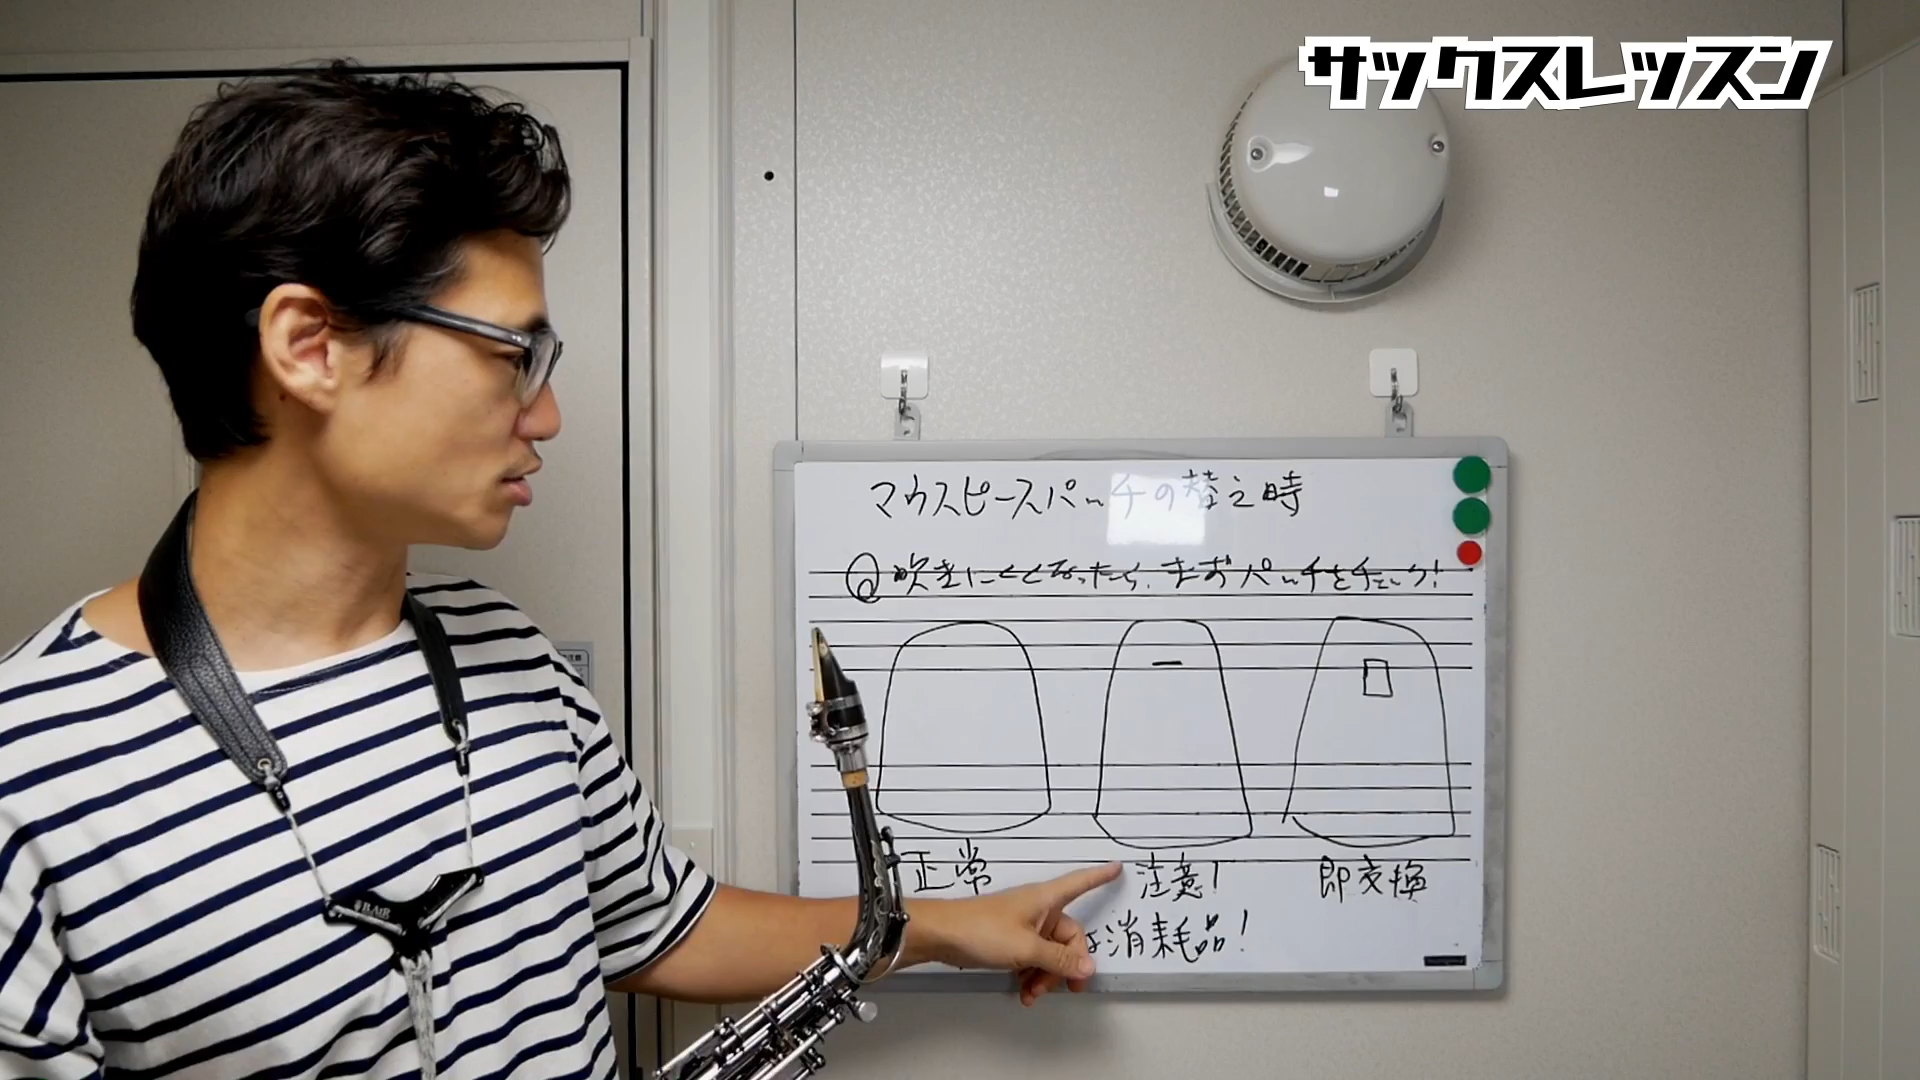 サックスレッスン
マウスピースパッチの替え時
@吹きにくくなったら、まずパッチをチェック!
正常
注意!
即交換
は消耗品!
B.AIR